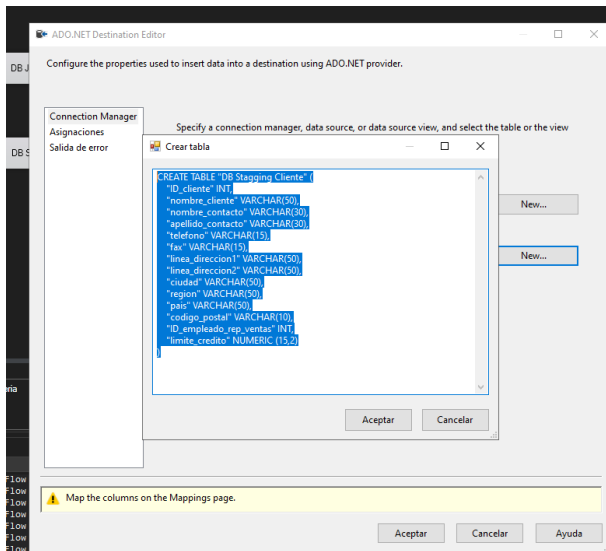 ADO.NET Destination Editor
Configure the properties used to insert data into a destination using ADO.NET provider.
DB J
Connection Manager
Asignaciones
Salida de error
Specify a connection manager, data source, or data source view, and select the table or the view
DB S
Crear tabla
CREATE TABLE "DB Stagging Cliente" (
"ID_cliente" INT,
"nombre_cliente" VARCHAR(50),
"nombre_contacto" VARCHAR(30),
"apellido_contacto" VARCHAR(30),
"telefono" VARCHAR(15),
"fax" VARCHAR(15),
"linea_direccion1" VARCHAR(50),
"linea_direccion2" VARCHAR(50),
"ciudad" VARCHAR(50),
"region" VARCHAR(50),
"pais" VARCHAR(50),
"codigo_postal" VARCHAR(10),
"ID_empleado_rep_ventas" INT,
"limite_credito" NUMERIC (15,2)
)
New...
New...
Aceptar
Cancelar
ria
Flow
Flow
Flow
Flow
Flow
Flow
Flow
Map the columns on the Mappings page.
Aceptar
Cancelar
Ayuda